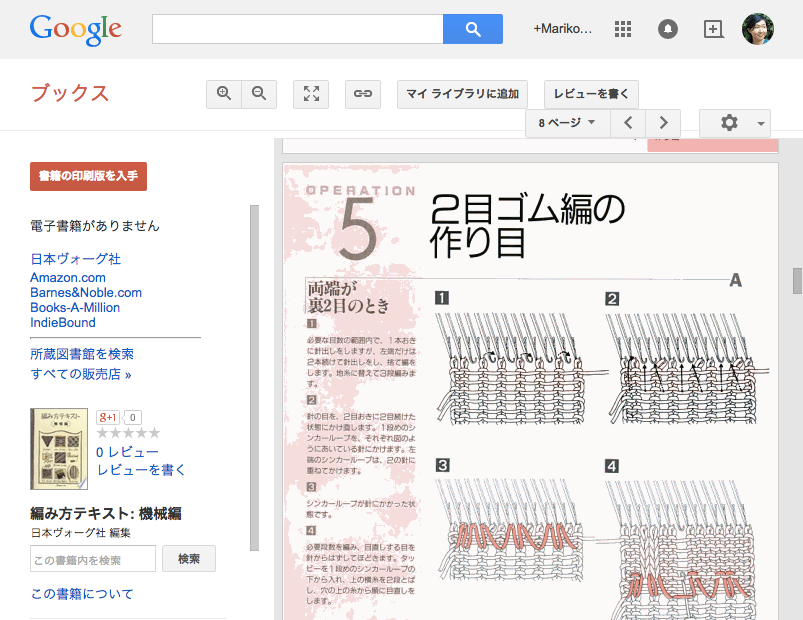 Google
+Mariko...
ブックス
マイ ライブラリに追加
レビューを書く
8 ページ
書籍の印刷版を入手
電子書籍がありません
日本ヴォーグ社
Amazon.com
Barnes&Noble.com
Books-A-Million
IndieBound
所蔵図書館を検索
すべての販売店 »
編み方テキスト
機械編
g+1 0
0 レビュー
レビューを書く
編み方テキスト: 機械編
日本ヴォーグ社 編集
この書籍内を検索
検索
この書籍について
OPERATION
5
2目ゴム編の
作り目
A
両端が
裏2目のとき
1
必要な目数の範囲内で、1本おき
に針出しをしますが、左端だけは
2本続けて針出しをし、捨て編を
します。地糸に替えて3段編みま
す。
2
針の目を、2目おきに2目続けた
状態にかけ直します。1段めのシ
ンカーループを、それぞれ図のよ
うにあいている針にかけます。左
端のシンカーループは、2の針に
重ねてかけます。
3
シンカーループが針にかかった状
態です。
4
必要段数を編み、目直しする目を
針からはずしてほどきます。タッ
ピーを1段めのシンカーループの
下から入れ、上の横糸を2段とば
し、穴の上の糸から順に目直しを
します。
1
2
3
4